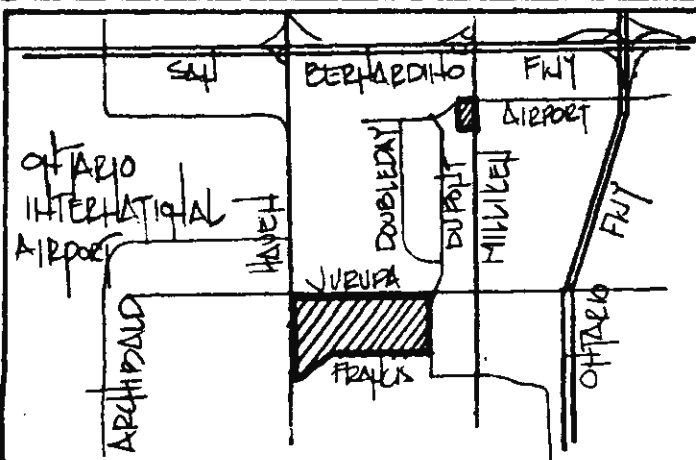 SAN BERNARDINO FWY
AIRPORT
ONTARIO
INTERNATIONAL
AIRPORT
HAVEN
DOUBLEDAY
DUPONT
MILLIKEN
FWY
JURUPA
ARCHIBALD
FRANCIS
ONTARIO